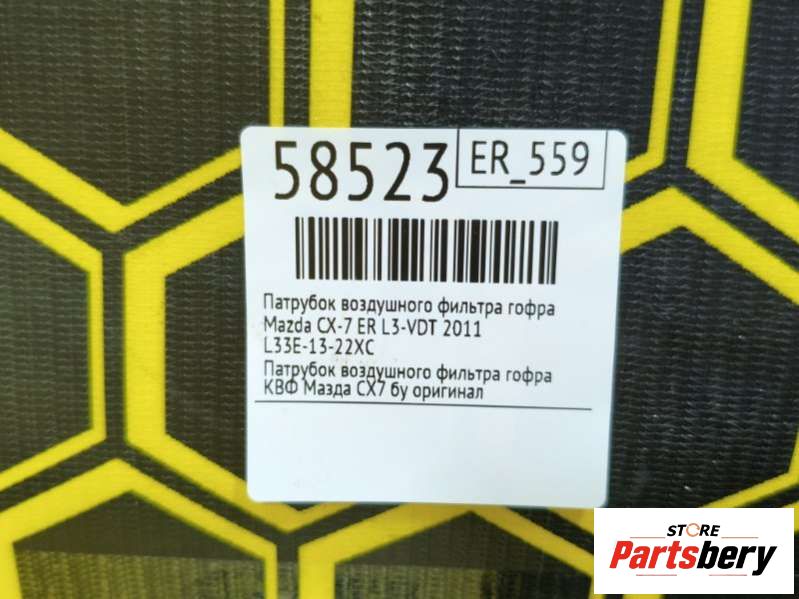 58523
ER_559
Патрубок воздушного фильтра гофра
Mazda CX-7 ER L3-VDT 2011
L33E-13-22XC
Патрубок воздушного фильтра гофра
КВФ Мазда СХ7 бу оригинал
STORE
Partsbery